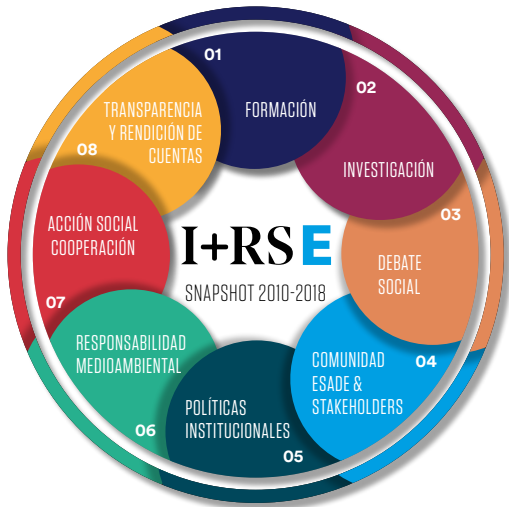 01
FORMACIÓN
02
INVESTIGACIÓN
03
DEBATE
SOCIAL
04
COMUNIDAD
ESADE &
STAKEHOLDERS
05
POLÍTICAS
INSTITUCIONALES
06
RESPONSABILIDAD
MEDIOAMBIENTAL
07
ACCIÓN SOCIAL
COOPERACIÓN
08
TRANSPARENCIA
Y RENDICIÓN DE
CUENTAS
I+RSE
SNAPSHOT 2010-2018